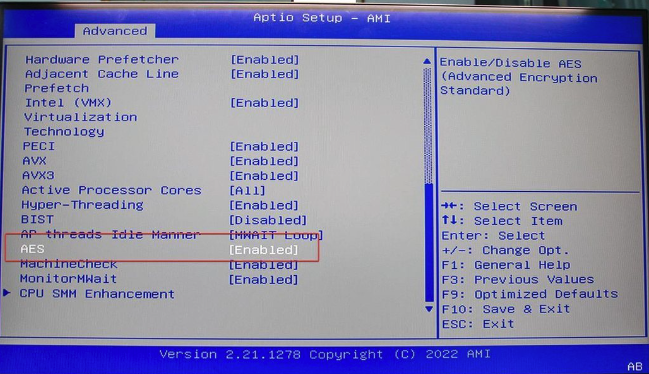 Aptio Setup - AMI
Advanced
Hardware Prefetcher [Enabled]
Adjacent Cache Line [Enabled]
Prefetch
Intel (VMX) [Enabled]
Virtualization
Technology
PECI [Enabled]
AVX [Enabled]
AVX3 [Enabled]
Active Processor Cores [All]
Hyper-Threading [Enabled]
BIST [Disabled]
AP threads Idle Manner [MWAIT Loop]
AES [Enabled]
MachineCheck [Enabled]
MonitorMWait [Enabled]
CPU SMM Enhancement
Enable/Disable AES
(Advanced Encryption
Standard)
→←: Select Screen
↑↓: Select Item
Enter: Select
+/-: Change Opt.
F1: General Help
F3: Previous Values
F9: Optimized Defaults
F10: Save & Exit
ESC: Exit
Version 2.21.1278 Copyright (C) 2022 AMI
AB